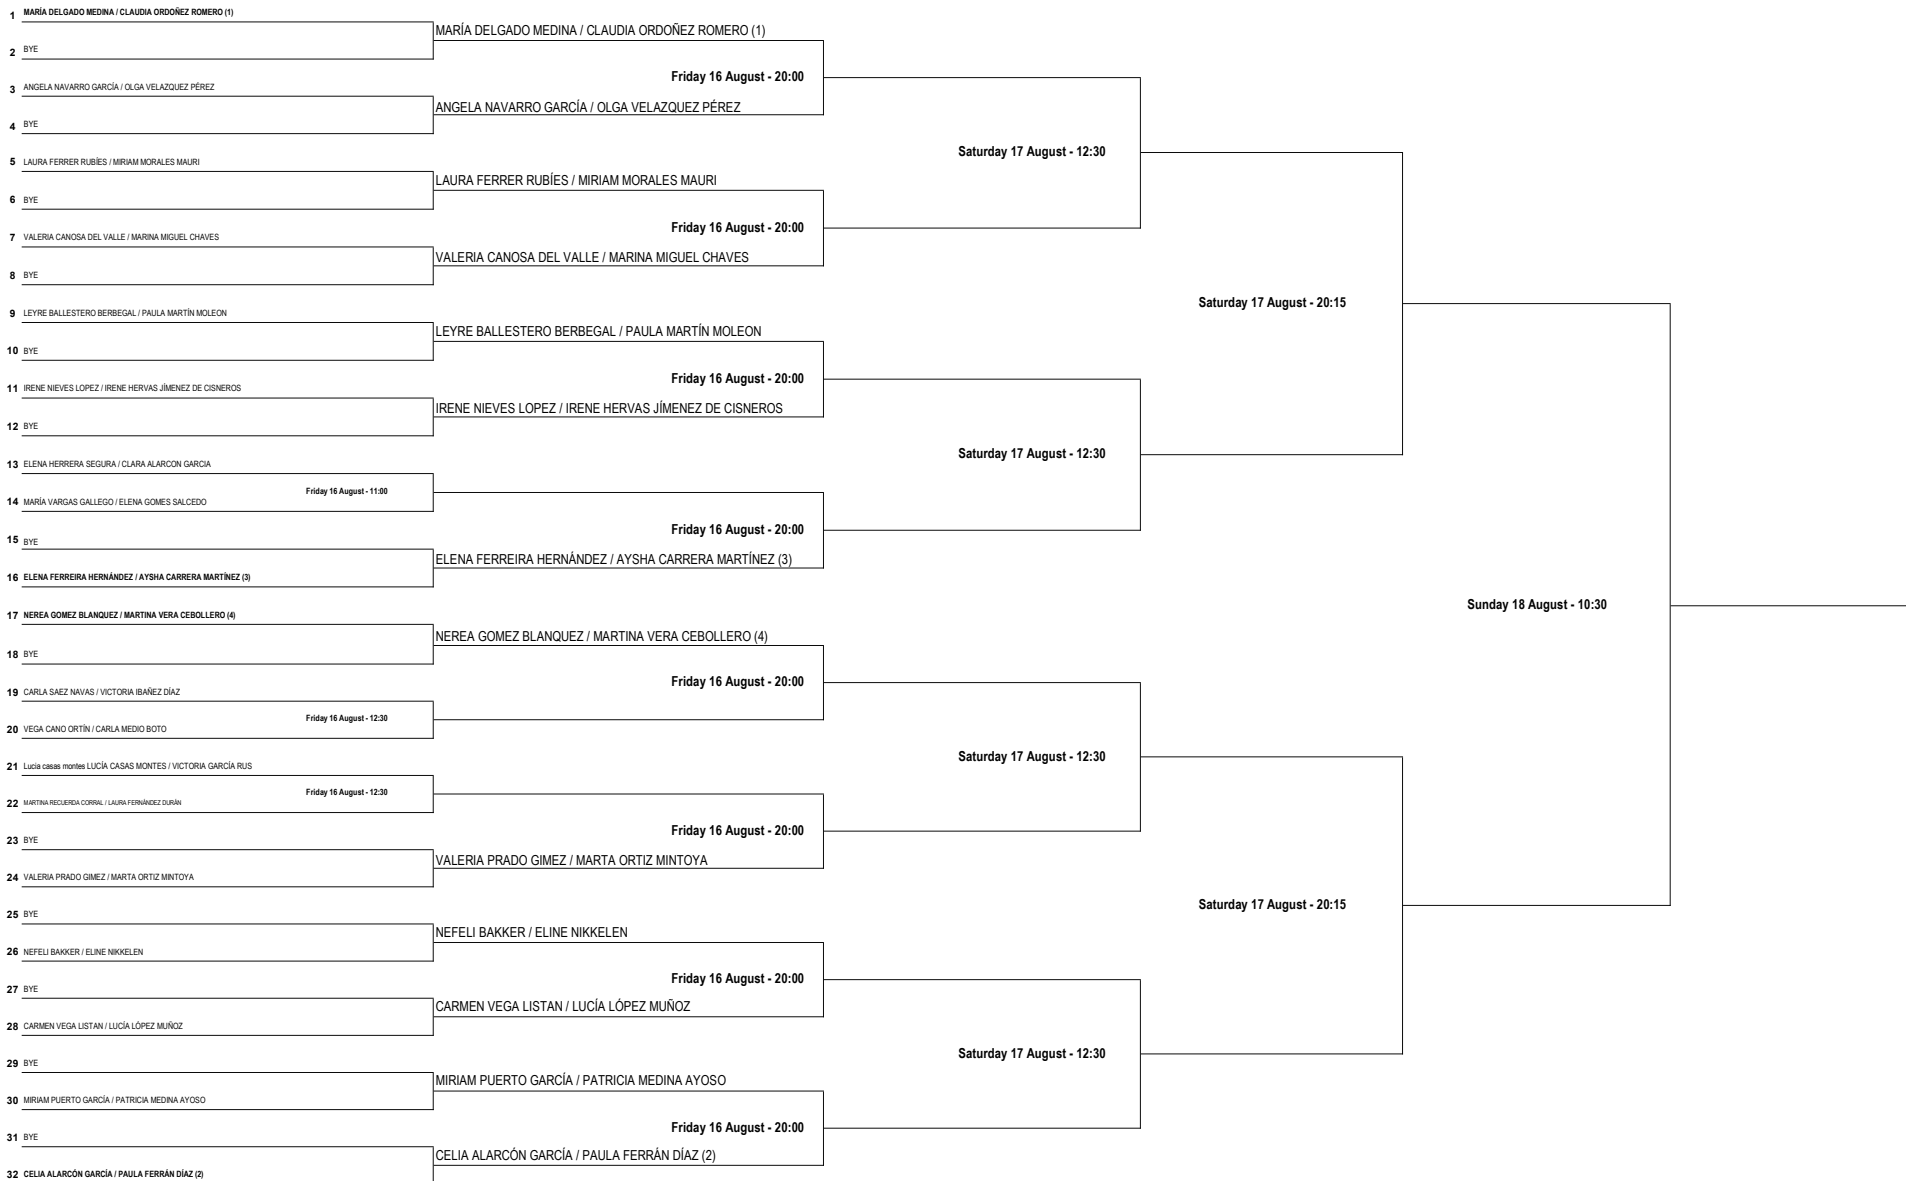 1 MARÍA DELGADO MEDINA / CLAUDIA ORDOÑEZ ROMERO (1)
MARÍA DELGADO MEDINA / CLAUDIA ORDOÑEZ ROMERO (1)
2 BYE
Friday 16 August - 20:00
3 ANGELA NAVARRO GARCÍA / OLGA VELAZQUEZ PÉREZ
ANGELA NAVARRO GARCÍA / OLGA VELAZQUEZ PÉREZ
4 BYE
Saturday 17 August - 12:30
5 LAURA FERRER RUBÍES / MIRIAM MORALES MAURI
LAURA FERRER RUBÍES / MIRIAM MORALES MAURI
6 BYE
Friday 16 August - 20:00
7 VALERIA CANOSA DEL VALLE / MARINA MIGUEL CHAVES
VALERIA CANOSA DEL VALLE / MARINA MIGUEL CHAVES
8 BYE
Saturday 17 August - 20:15
9 LEYRE BALLESTERO BERBEGAL / PAULA MARTÍN MOLEON
LEYRE BALLESTERO BERBEGAL / PAULA MARTÍN MOLEON
10 BYE
Friday 16 August - 20:00
11 IRENE NIEVES LOPEZ / IRENE HERVAS JÍMENEZ DE CISNEROS
IRENE NIEVES LOPEZ / IRENE HERVAS JÍMENEZ DE CISNEROS
12 BYE
Saturday 17 August - 12:30
13 ELENA HERRERA SEGURA / CLARA ALARCON GARCIA
Friday 16 August - 11:00
14 MARÍA VARGAS GALLEGO / ELENA GOMES SALCEDO
Friday 16 August - 20:00
15 BYE
ELENA FERREIRA HERNÁNDEZ / AYSHA CARRERA MARTÍNEZ (3)
16 ELENA FERREIRA HERNÁNDEZ / AYSHA CARRERA MARTÍNEZ (3)
Sunday 18 August - 10:30
17 NEREA GOMEZ BLANQUEZ / MARTINA VERA CEBOLLERO (4)
NEREA GOMEZ BLANQUEZ / MARTINA VERA CEBOLLERO (4)
18 BYE
Friday 16 August - 20:00
19 CARLA SAEZ NAVAS / VICTORIA IBAÑEZ DÍAZ
Friday 16 August - 12:30
20 VEGA CANO ORTÍN / CARLA MEDIO BOTO
Saturday 17 August - 12:30
21 Lucia casas montes LUCÍA CASAS MONTES / VICTORIA GARCÍA RUS
Friday 16 August - 12:30
22 MARTINA RECUERDA CORRAL / LAURA FERNÁNDEZ DURÁN
Friday 16 August - 20:00
23 BYE
VALERIA PRADO GIMEZ / MARTA ORTIZ MINTOYA
24 VALERIA PRADO GIMEZ / MARTA ORTIZ MINTOYA
Saturday 17 August - 20:15
25 BYE
NEFELI BAKKER / ELINE NIKKELEN
26 NEFELI BAKKER / ELINE NIKKELEN
Friday 16 August - 20:00
27 BYE
CARMEN VEGA LISTAN / LUCÍA LÓPEZ MUÑOZ
28 CARMEN VEGA LISTAN / LUCÍA LÓPEZ MUÑOZ
Saturday 17 August - 12:30
29 BYE
MIRIAM PUERTO GARCÍA / PATRICIA MEDINA AYOSO
30 MIRIAM PUERTO GARCÍA / PATRICIA MEDINA AYOSO
Friday 16 August - 20:00
31 BYE
CELIA ALARCÓN GARCÍA / PAULA FERRÁN DÍAZ (2)
32 CELIA ALARCÓN GARCÍA / PAULA FERRÁN DÍAZ (2)